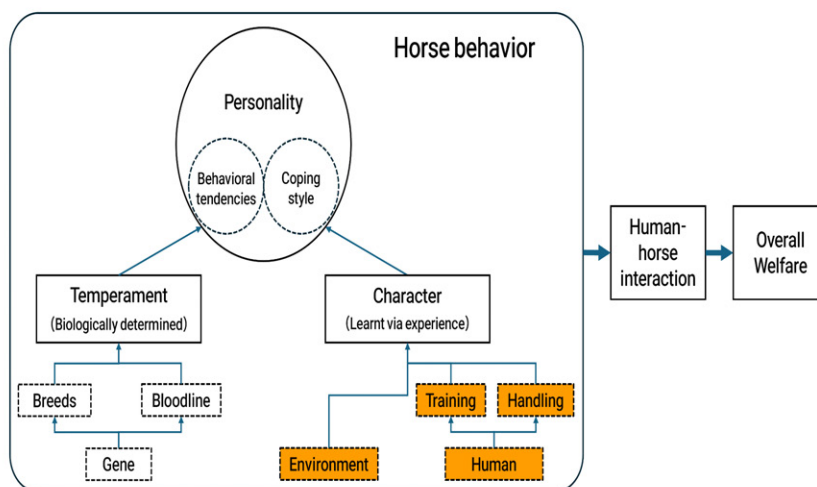 Horse behavior
Personality
Behavioral
tendencies
Coping
style
Human-
horse
interaction
Overall
Welfare
Temperament
(Biologically determined)
Character
(Learnt via experience)
Breeds
Bloodline
Training
Handling
Gene
Environment
Human